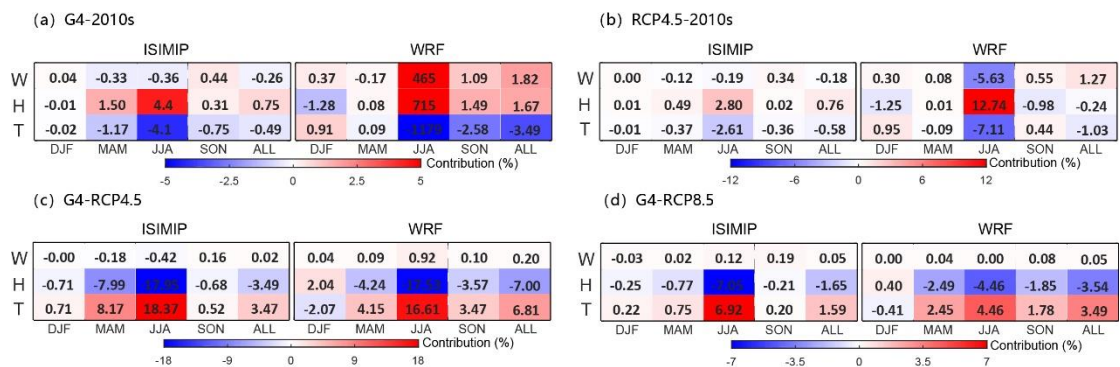 (a) G4-2010s
ISIMIP WRF
W 0.04 -0.33 -0.36 0.44 -0.26 0.37 -0.17 465 1.09 1.82
H -0.01 1.50 4.4 0.31 0.75 -1.28 0.08 715 1.49 1.67
T -0.02 -1.17 -4.1 -0.75 -0.49 0.91 0.09 -2.58 -3.49
DJF MAM JJA SON ALL DJF MAM JJA SON ALL
Contribution (%)
-5 -2.5 0 2.5 5
(b) RCP4.5-2010s
ISIMIP WRF
W 0.00 -0.12 -0.19 0.34 -0.18 0.30 0.08 -5.63 0.55 1.27
H 0.01 0.49 2.80 0.02 0.76 -1.25 0.01 12.74 -0.98 -0.24
T -0.01 -0.37 -2.61 -0.36 -0.58 0.95 -0.09 -7.11 0.44 -1.03
DJF MAM JJA SON ALL DJF MAM JJA SON ALL
Contribution (%)
-12 -6 0 6 12
(c) G4-RCP4.5
ISIMIP WRF
W -0.00 -0.18 -0.42 0.16 0.02 0.04 0.09 0.92 0.10 0.20
H -0.71 -7.99 -0.68 -3.49 2.04 -4.24 -3.57 -7.00
T 0.71 8.17 18.37 0.52 3.47 -2.07 4.15 16.61 3.47 6.81
DJF MAM JJA SON ALL DJF MAM JJA SON ALL
Contribution (%)
-18 -9 0 9 18
(d) G4-RCP8.5
ISIMIP WRF
W -0.03 0.02 0.12 0.19 0.05 0.00 0.04 0.00 0.08 0.05
H -0.25 -0.77 -0.21 -1.65 0.40 -2.49 -4.46 -1.85 -3.54
T 0.22 0.75 6.92 0.20 1.59 -0.41 2.45 4.46 1.78 3.49
DJF MAM JJA SON ALL DJF MAM JJA SON ALL
Contribution (%)
-7 -3.5 0 3.5 7